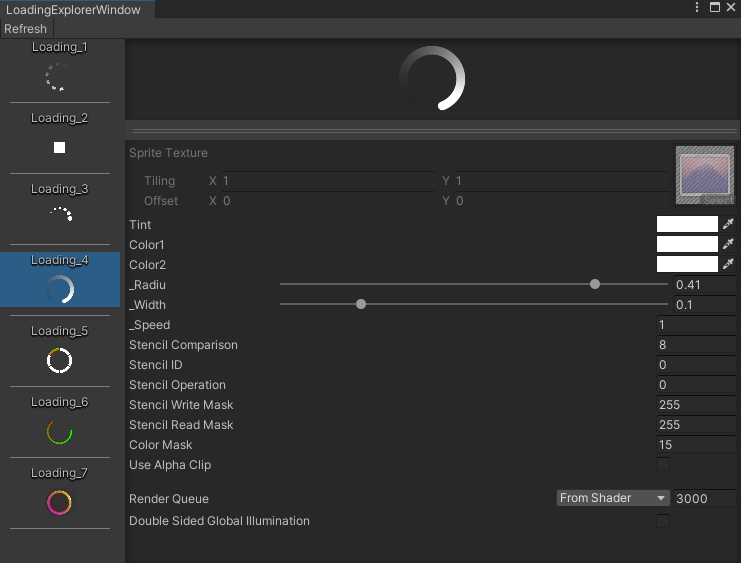 LoadingExplorerWindow
Refresh
Loading_1
Loading_2
Loading_3
Loading_4
Loading_5
Loading_6
Loading_7
Sprite Texture
Tiling X 1 Y 1
Offset X 0 Y 0
Select
Tint
Color1
Color2
_Radiu 0.41
_Width 0.1
_Speed 1
Stencil Comparison 8
Stencil ID 0
Stencil Operation 0
Stencil Write Mask 255
Stencil Read Mask 255
Color Mask 15
Use Alpha Clip
Render Queue From Shader 3000
Double Sided Global Illumination